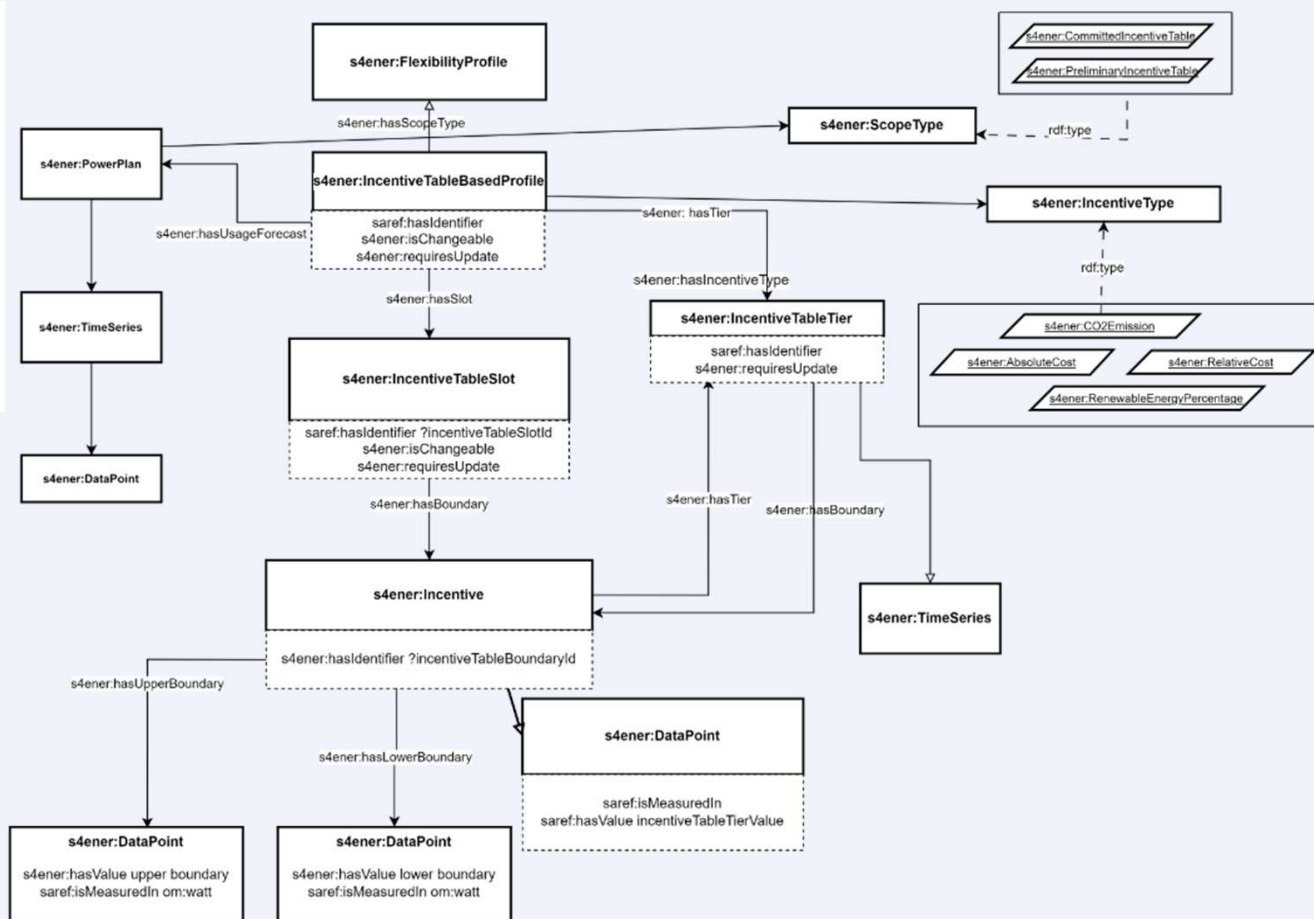 s4ener:FlexibilityProfile
s4ener:CommittedIncentiveTable
s4ener:PreliminaryIncentiveTable
s4ener:hasScopeType
s4ener:ScopeType
rdf:type
s4ener:PowerPlan
s4ener:IncentiveTableBasedProfile
saref:hasIdentifier
s4ener:isChangeable
s4ener:requiresUpdate
s4ener:hasUsageForecast
s4ener: hasTier
s4ener:IncentiveType
rdf:type
s4ener:hasSlot
s4ener:hasIncentiveType
s4ener:TimeSeries
s4ener:IncentiveTableTier
saref:hasIdentifier
s4ener:requiresUpdate
s4ener:CO2Emission
s4ener:AbsoluteCost
s4ener:RelativeCost
s4ener:RenewableEnergyPercentage
s4ener:IncentiveTableSlot
saref:hasIdentifier ?incentiveTableSlotId
s4ener:isChangeable
s4ener:requiresUpdate
s4ener:DataPoint
s4ener:hasBoundary
s4ener:hasTier
s4ener:hasBoundary
s4ener:Incentive
s4ener:hasIdentifier ?incentiveTableBoundaryId
s4ener:TimeSeries
s4ener:hasUpperBoundary
s4ener:hasLowerBoundary
s4ener:DataPoint
saref:isMeasuredIn
saref:hasValue incentiveTableTierValue
s4ener:DataPoint
s4ener:hasValue upper boundary
saref:isMeasuredIn om:watt
s4ener:DataPoint
s4ener:hasValue lower boundary
saref:isMeasuredIn om:watt